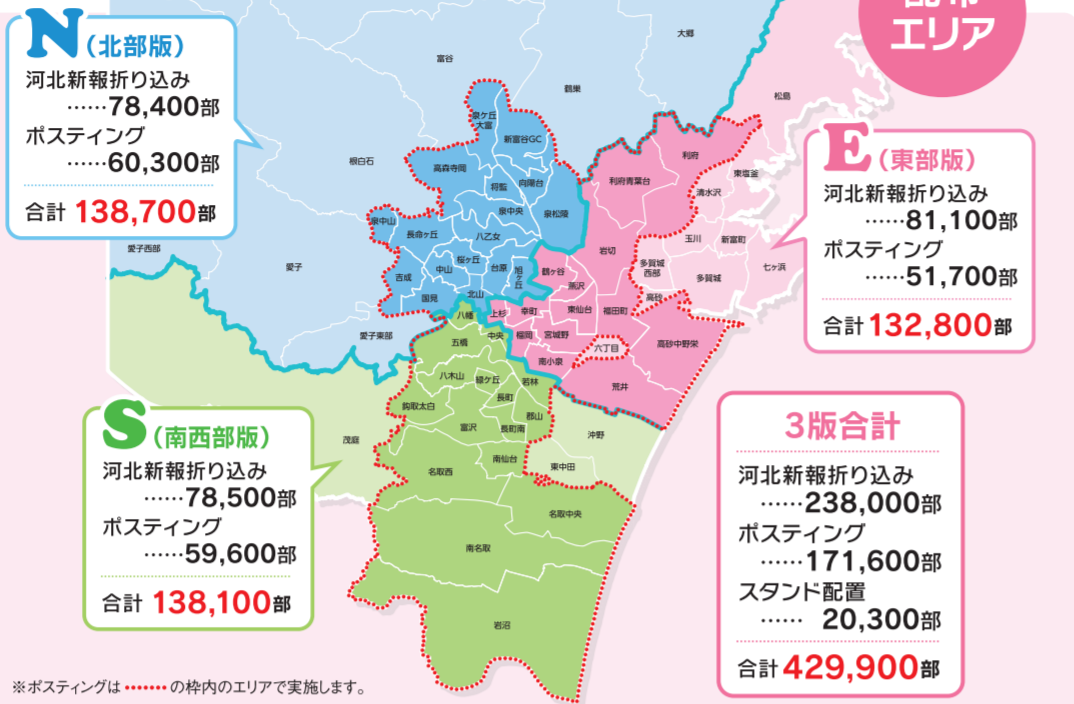 配布
エリア
N(北部版)
河北新報折り込み
……78,400部
ポスティング
……60,300部
合計 138,700部
E(東部版)
河北新報折り込み
……81,100部
ポスティング
……51,700部
合計132,800部
S(南西部版)
河北新報折り込み
……78,500部
ポスティング
……59,600部
合計 138,100部
3版合計
河北新報折り込み
……238,000部
ポスティング
……171,600部
スタンド配置
…… 20,300部
合計429,900部
大郷
富谷
鶴巣
松島
泉ケ丘
大富
新富谷GC
根白石
高森寺岡
将監
向陽台
泉中央
泉松陵
泉中山
長命ヶ丘
八乙女
桜ヶ丘
中山
台原
旭ヶ丘
吉成
国見
北山
愛子西部
愛子
愛子東部
利府
利府青葉台
東塩釜
清水沢
玉川
新富町
岩切
多賀城
西部
多賀城
七ヶ浜
高砂
鶴ヶ谷
燕沢
東仙台
福田町
上杉
幸町
榴岡
宮城野
六丁目
高砂中野栄
南小泉
荒井
八幡
中央
五橋
八木山
緑ケ丘
若林
長町
鈎取太白
郡山
富沢
長町南
沖野
茂庭
名取西
南仙台
東中田
名取中央
南名取
岩沼
※ポスティングは •••••••• の枠内のエリアで実施します。